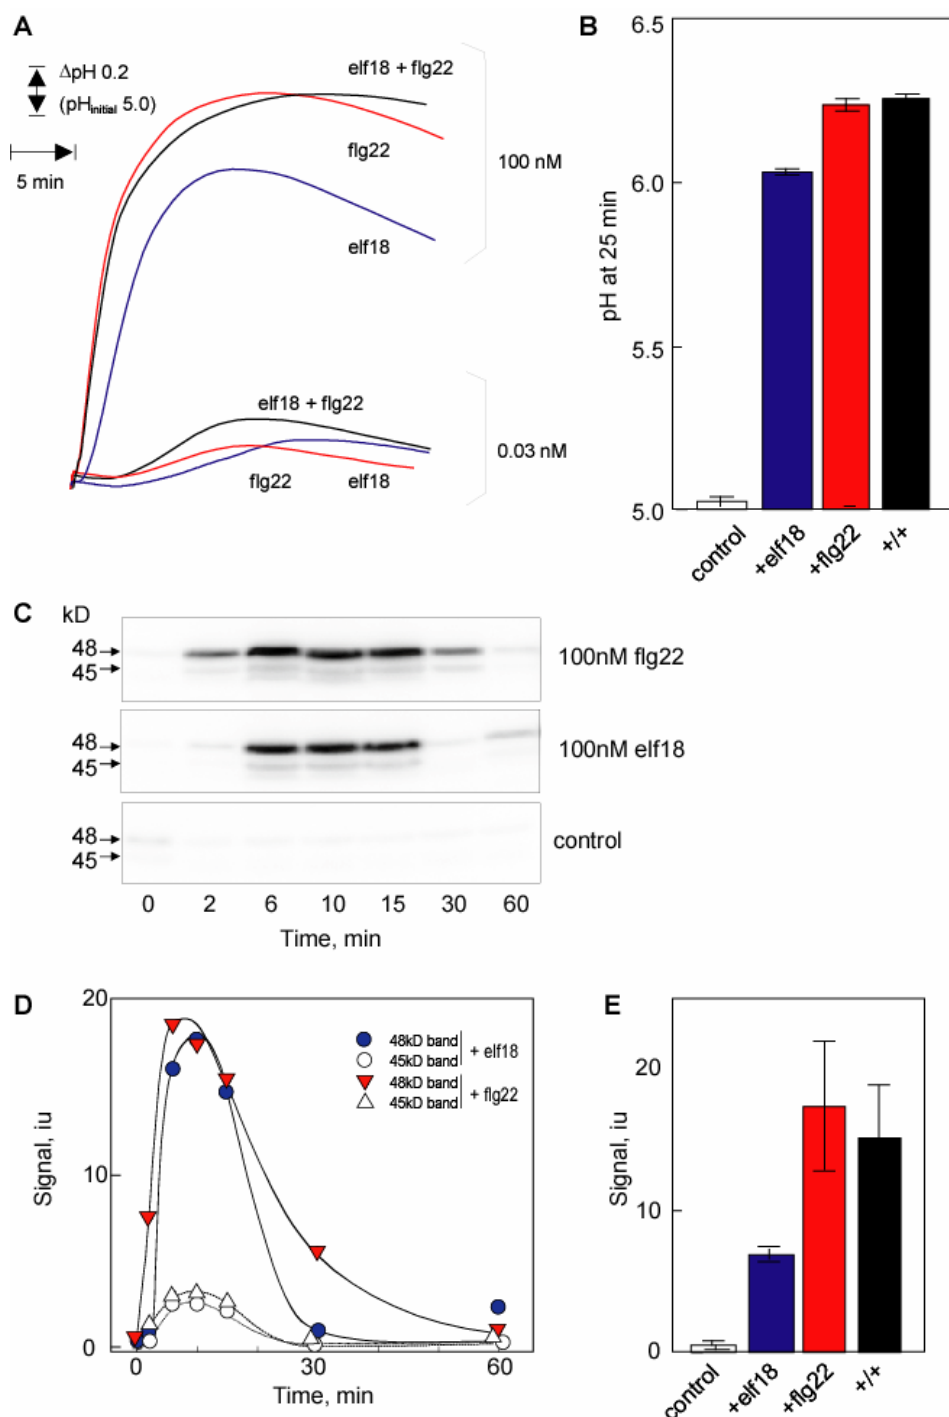 A
ΔpH 0.2
(pHinitial 5.0)
5 min
elf18 + flg22
flg22
elf18
100 nM
elf18 + flg22
flg22
elf18
0.03 nM
B
pH at 25 min
6.5
6.0
5.5
5.0
control
+elf18
+flg22
+/+
C
kD
48
45
100nM flg22
48
45
100nM elf18
48
45
control
0 2 6 10 15 30 60
Time, min
D
Signal, iu
20
10
0
48kD band
45kD band
+ elf18
48kD band
45kD band
+ flg22
0 30 60
Time, min
E
Signal, iu
20
10
0
control
+elf18
+flg22
+/+